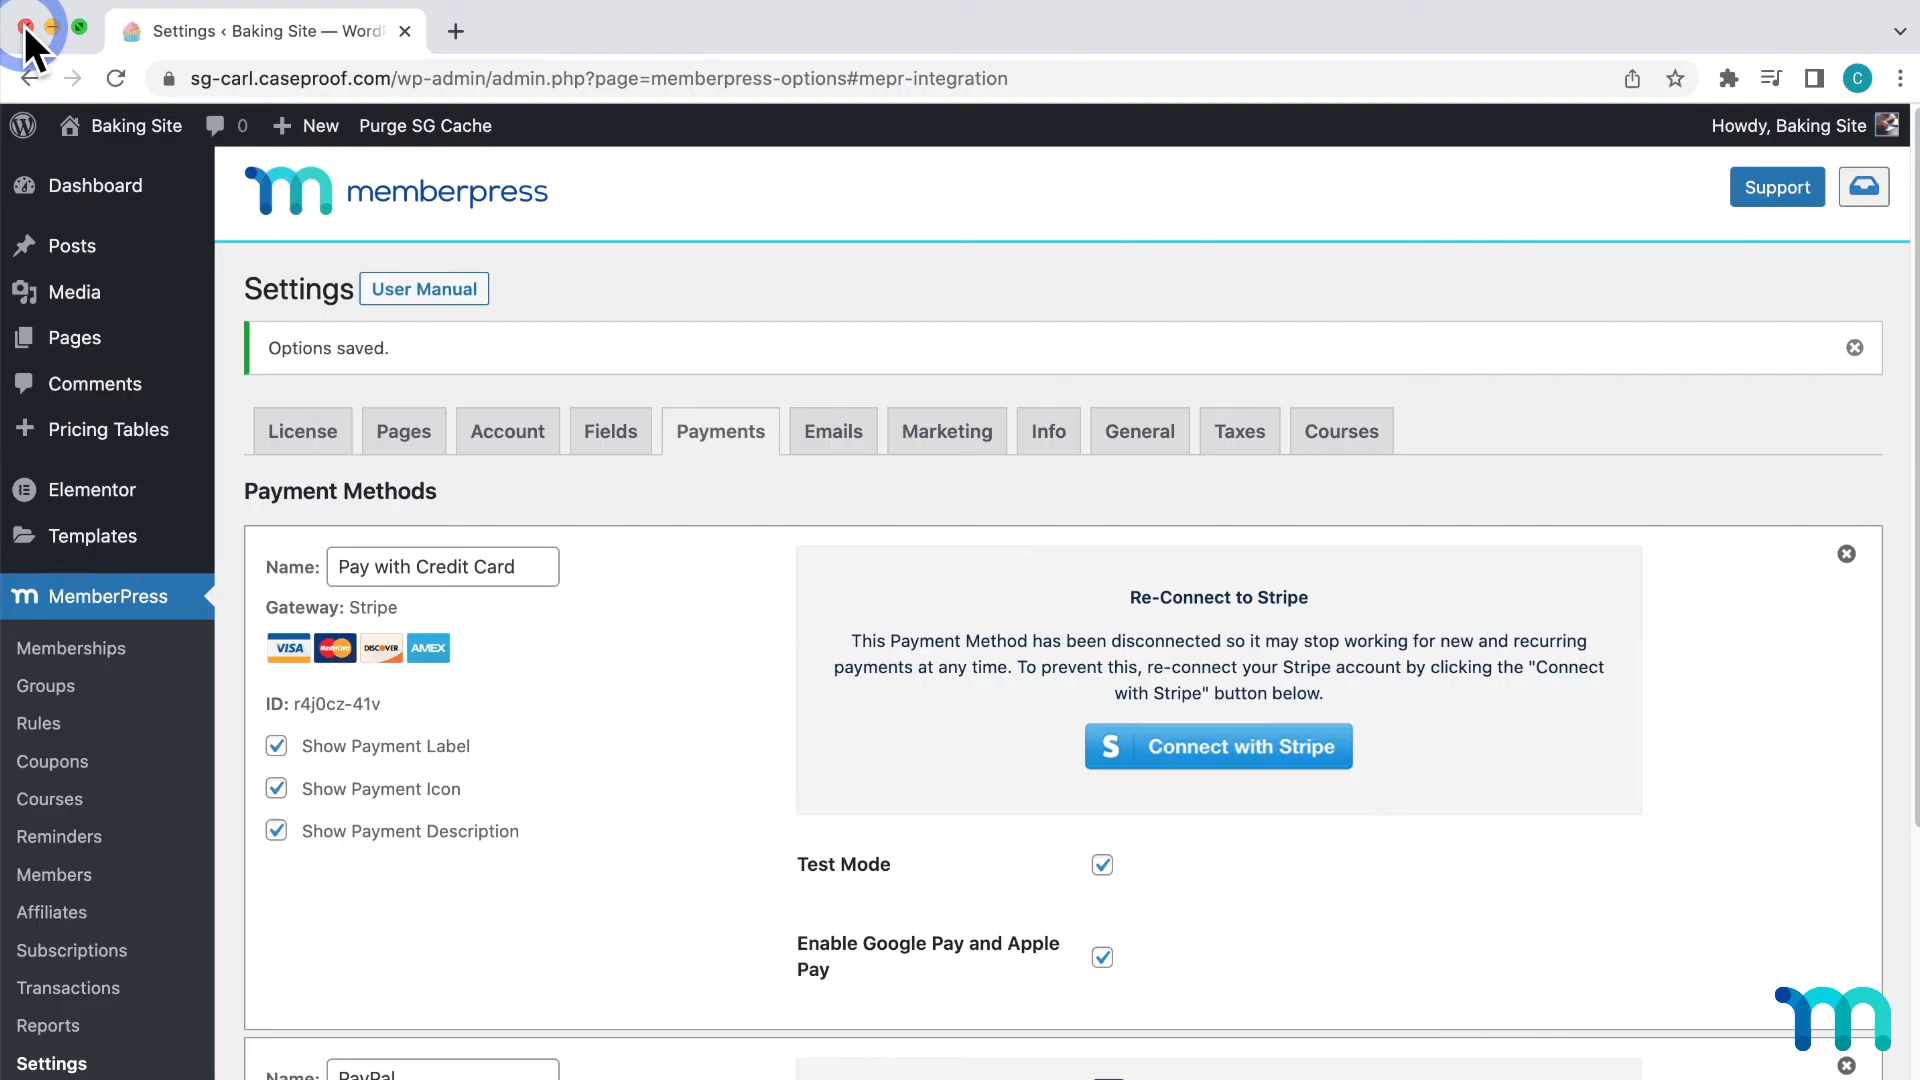 Settings ‹ Baking Site — WordP
sg-carl.caseproof.com/wp-admin/admin.php?page=memberpress-options#mepr-integration
C
Baking Site 0 New Purge SG Cache Howdy, Baking Site
Dashboard
Posts
Media
Pages
Comments
Pricing Tables
Elementor
Templates
MemberPress
Memberships
Groups
Rules
Coupons
Courses
Reminders
Members
Affiliates
Subscriptions
Transactions
Reports
Settings
memberpress
Support
Settings User Manual
Options saved.
License Pages Account Fields Payments Emails Marketing Info General Taxes Courses
Payment Methods
Name: Pay with Credit Card
Gateway: Stripe
VISA MasterCard DISCOVER AMEX
ID: r4j0cz-41v
Show Payment Label
Show Payment Icon
Show Payment Description
Re-Connect to Stripe
This Payment Method has been disconnected so it may stop working for new and recurring
payments at any time. To prevent this, re-connect your Stripe account by clicking the "Connect
with Stripe" button below.
S Connect with Stripe
Test Mode
Enable Google Pay and Apple
Pay
Name: PayPal